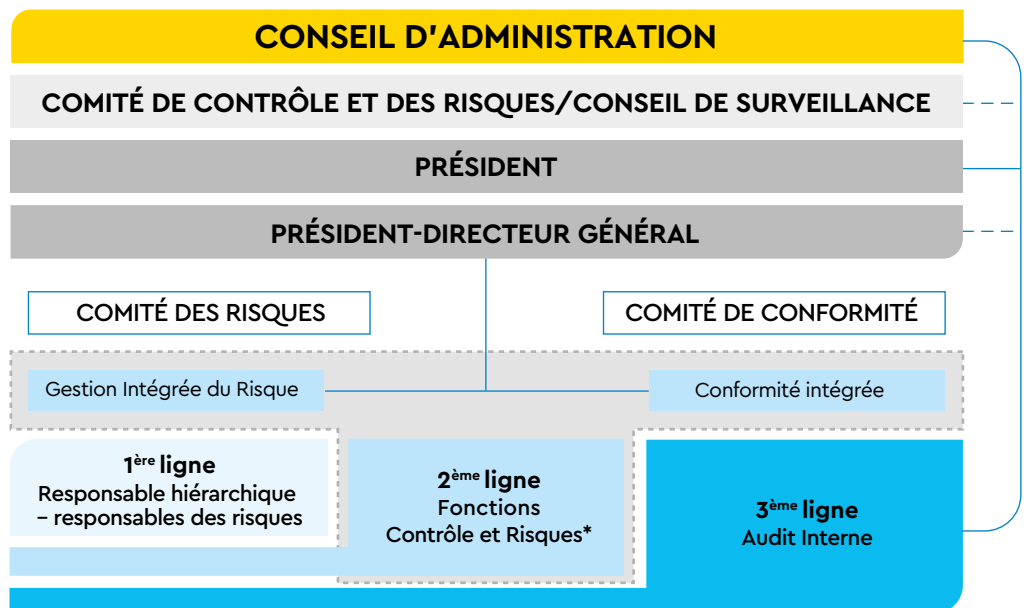 CONSEIL D'ADMINISTRATION
COMITÉ DE CONTRÔLE ET DES RISQUES/CONSEIL DE SURVEILLANCE
PRÉSIDENT
PRÉSIDENT-DIRECTEUR GÉNÉRAL
COMITÉ DES RISQUES
COMITÉ DE CONFORMITÉ
Gestion Intégrée du Risque
Conformité intégrée
1ère ligne
Responsable hiérarchique
– responsables des risques
2ème ligne
Fonctions
Contrôle et Risques*
3ème ligne
Audit Interne